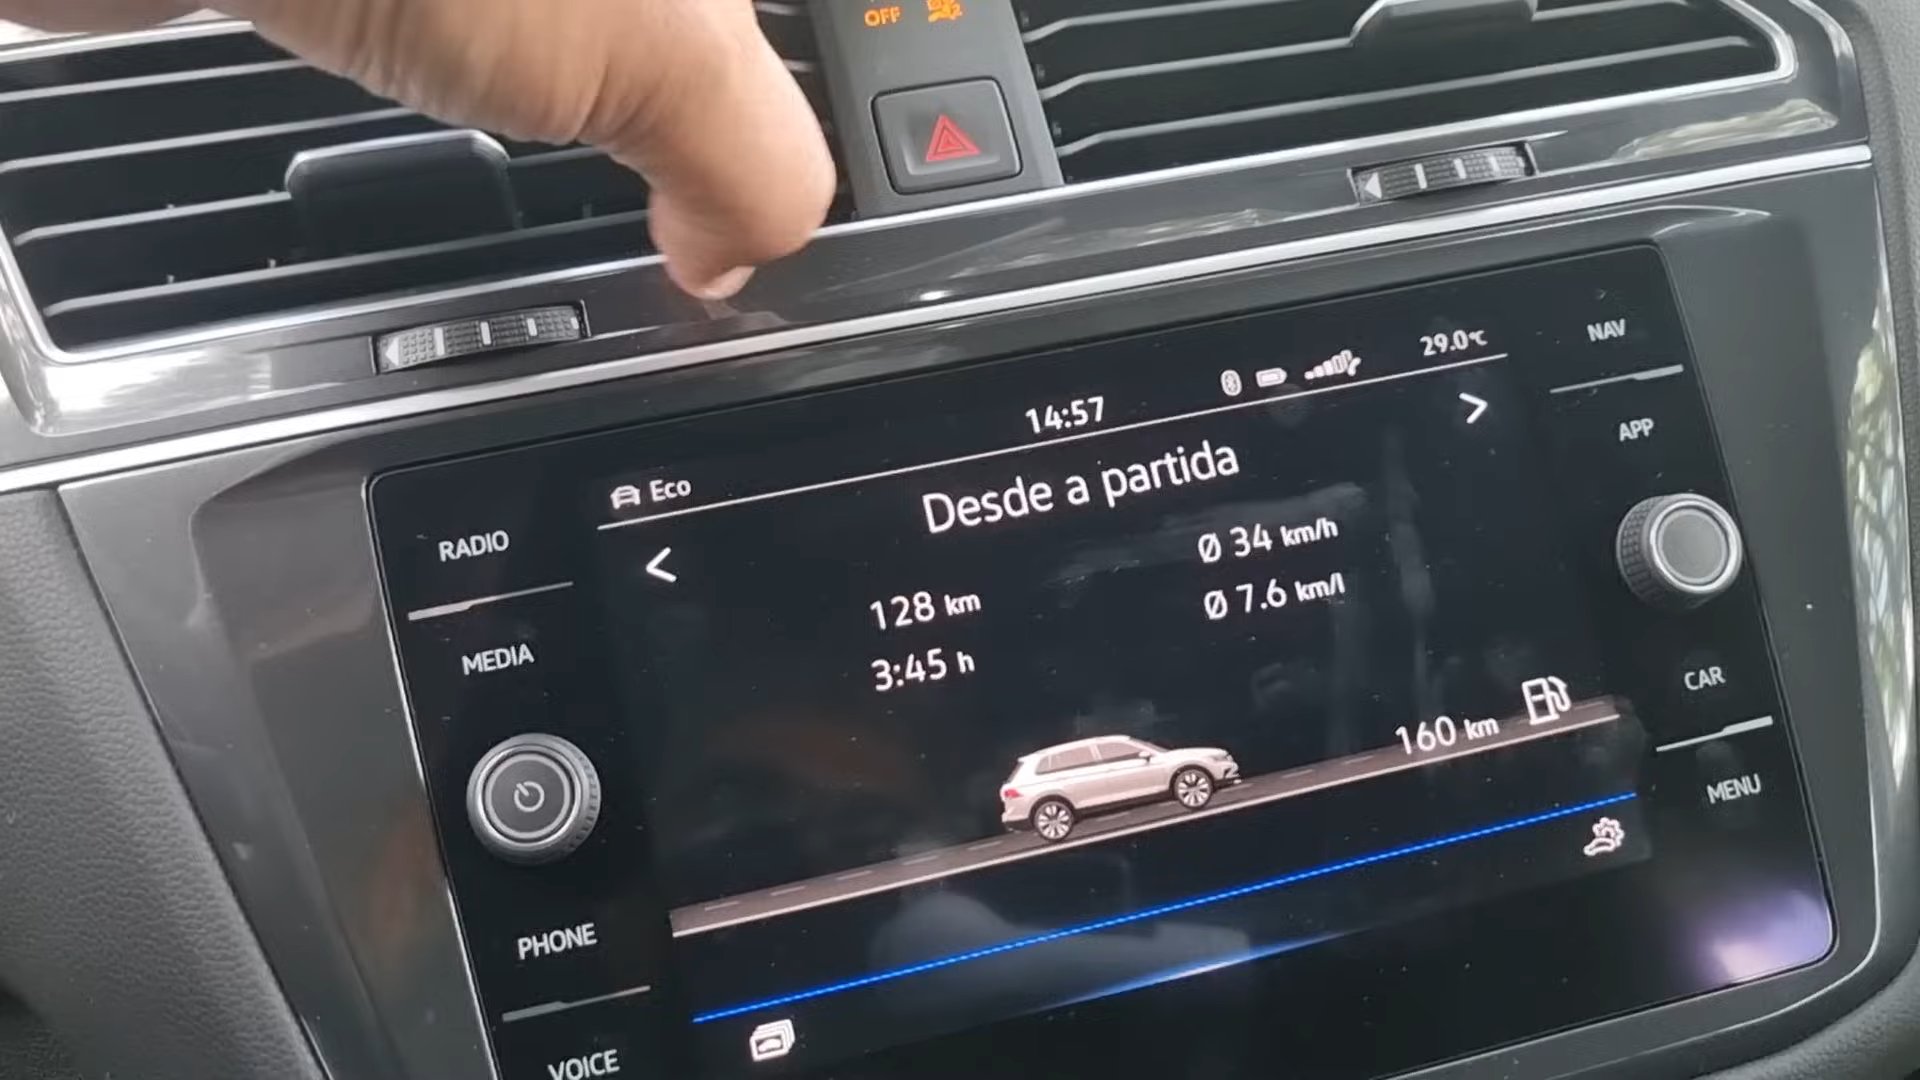 OFF
14:57
29.0°C
Eco
Desde a partida
128 km
3:45 h
Ø 34 km/h
Ø 7.6 km/l
160 km
RADIO
MEDIA
PHONE
VOICE
NAV
APP
CAR
MENU